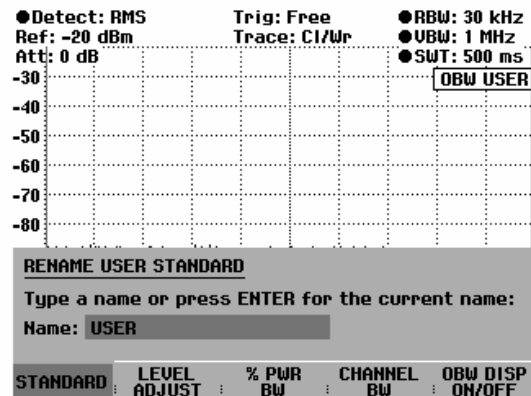 ●Detect: RMS Trig: Free ●RBW: 30 kHz
Ref: -20 dBm Trace: Cl/Wr ●VBW: 1 MHz
Att: 0 dB ●SWT: 500 ms
-30 OBW USER
-40
-50
-60
-70
-80
RENAME USER STANDARD
Type a name or press ENTER for the current name:
Name: USER
STANDARD LEVEL ADJUST % PWR BW CHANNEL BW OBW DISP ON/OFF